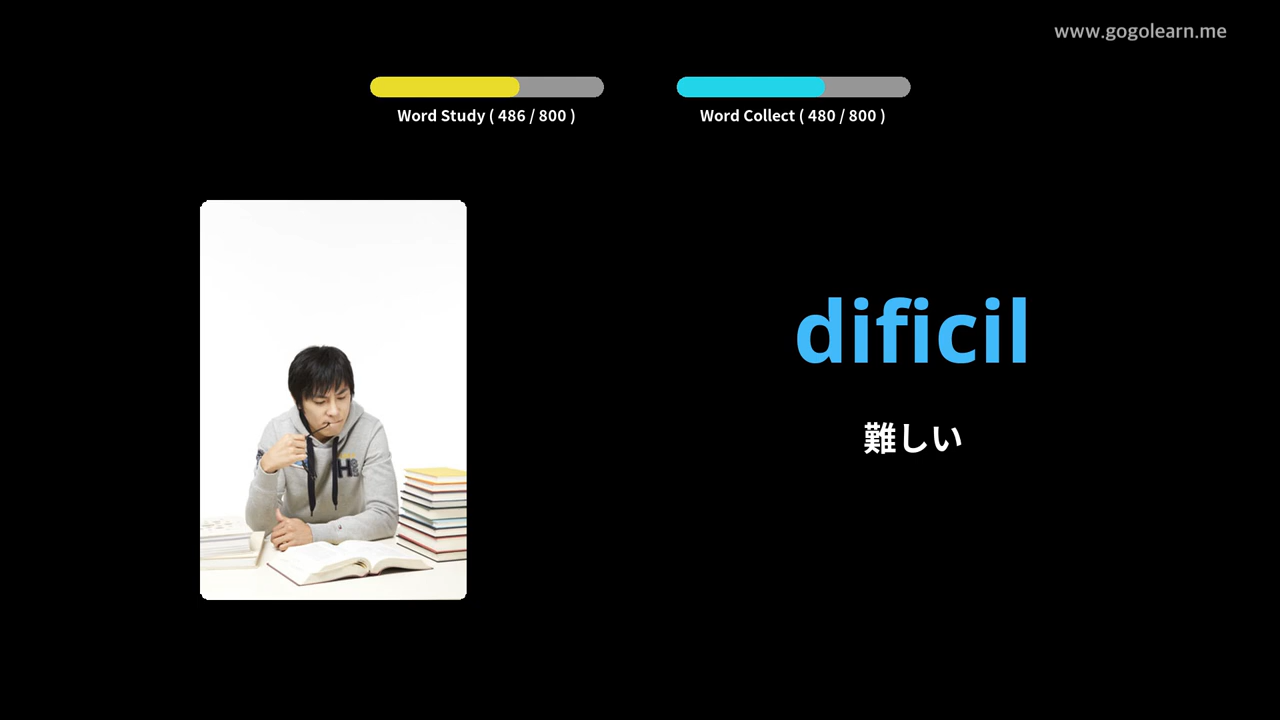 www.gogolearn.me
Word Study ( 486 / 800 )
Word Collect ( 480 / 800 )
dificil
難しい
H